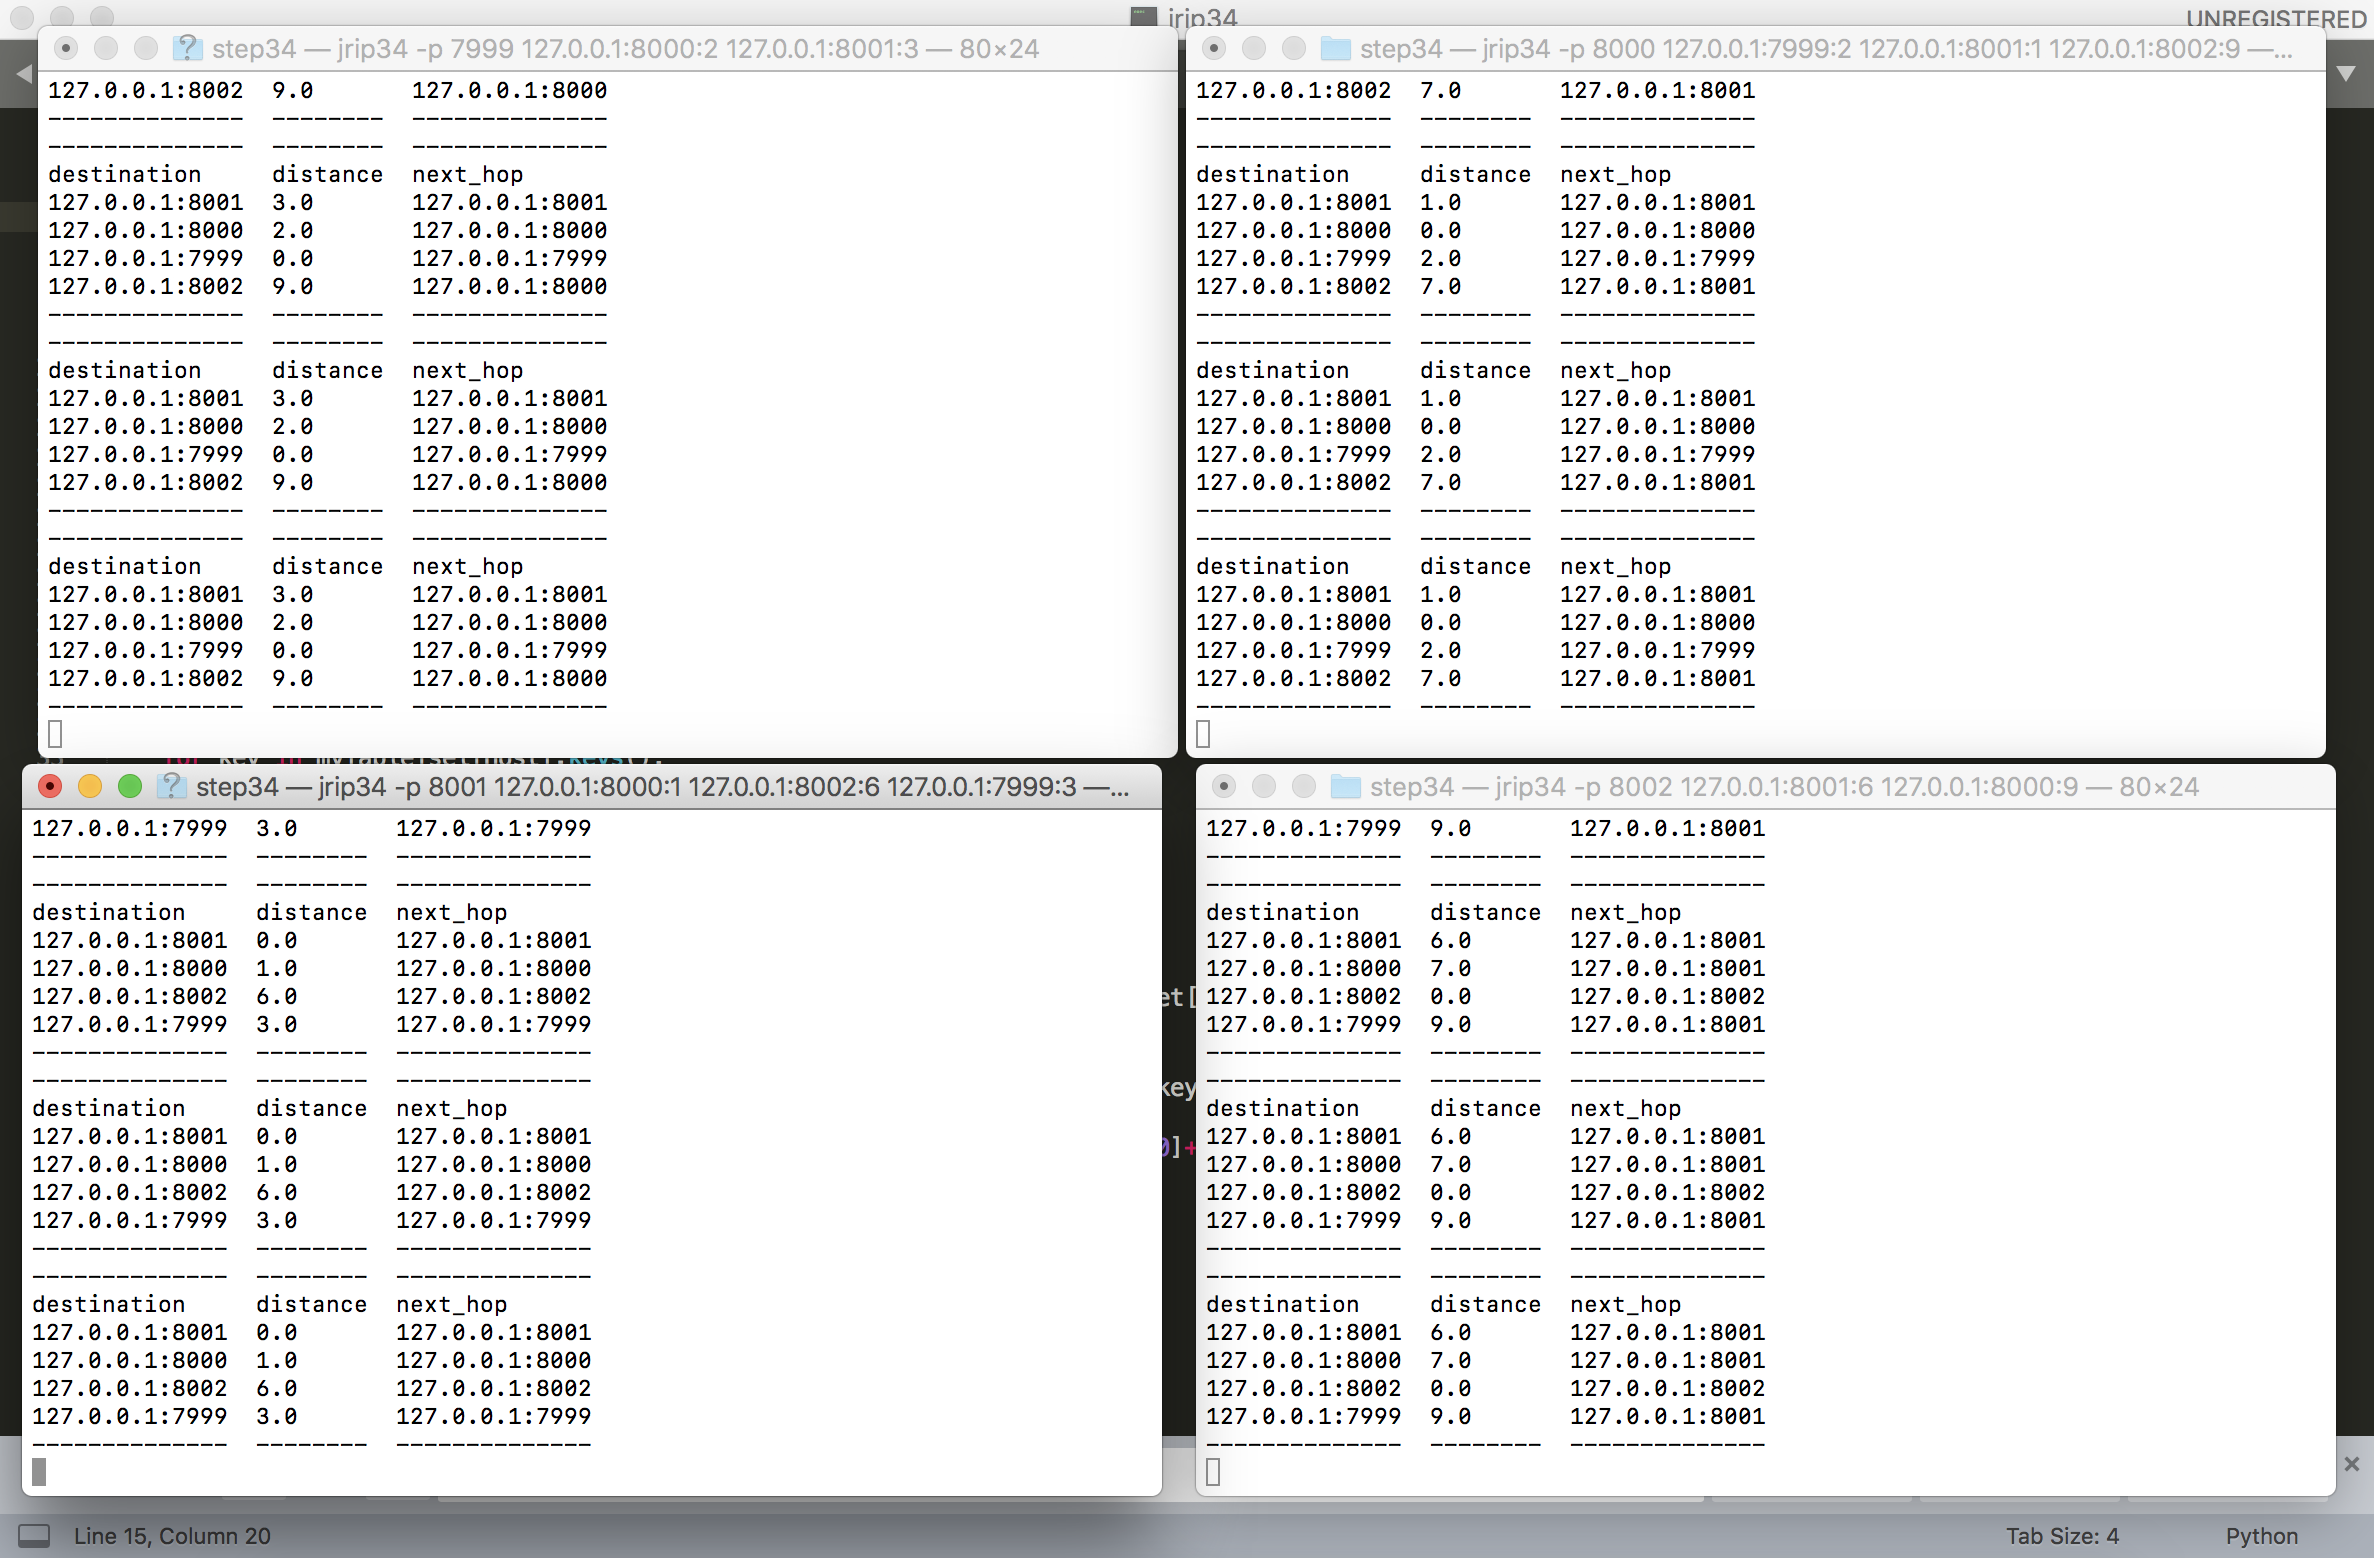 irip34
UNREGISTERED
step34 — jrip34 -p 7999 127.0.0.1:8000:2 127.0.0.1:8001:3 — 80×24
127.0.0.1:8002  9.0       127.0.0.1:8000
--------------  --------  --------------
--------------  --------  --------------
destination     distance  next_hop
127.0.0.1:8001  3.0       127.0.0.1:8001
127.0.0.1:8000  2.0       127.0.0.1:8000
127.0.0.1:7999  0.0       127.0.0.1:7999
127.0.0.1:8002  9.0       127.0.0.1:8000
--------------  --------  --------------
--------------  --------  --------------
destination     distance  next_hop
127.0.0.1:8001  3.0       127.0.0.1:8001
127.0.0.1:8000  2.0       127.0.0.1:8000
127.0.0.1:7999  0.0       127.0.0.1:7999
127.0.0.1:8002  9.0       127.0.0.1:8000
--------------  --------  --------------
--------------  --------  --------------
destination     distance  next_hop
127.0.0.1:8001  3.0       127.0.0.1:8001
127.0.0.1:8000  2.0       127.0.0.1:8000
127.0.0.1:7999  0.0       127.0.0.1:7999
127.0.0.1:8002  9.0       127.0.0.1:8000
--------------  --------  --------------
step34 — jrip34 -p 8000 127.0.0.1:7999:2 127.0.0.1:8001:1 127.0.0.1:8002:9 —...
127.0.0.1:8002  7.0       127.0.0.1:8001
--------------  --------  --------------
--------------  --------  --------------
destination     distance  next_hop
127.0.0.1:8001  1.0       127.0.0.1:8001
127.0.0.1:8000  0.0       127.0.0.1:8000
127.0.0.1:7999  2.0       127.0.0.1:7999
127.0.0.1:8002  7.0       127.0.0.1:8001
--------------  --------  --------------
--------------  --------  --------------
destination     distance  next_hop
127.0.0.1:8001  1.0       127.0.0.1:8001
127.0.0.1:8000  0.0       127.0.0.1:8000
127.0.0.1:7999  2.0       127.0.0.1:7999
127.0.0.1:8002  7.0       127.0.0.1:8001
--------------  --------  --------------
--------------  --------  --------------
destination     distance  next_hop
127.0.0.1:8001  1.0       127.0.0.1:8001
127.0.0.1:8000  0.0       127.0.0.1:8000
127.0.0.1:7999  2.0       127.0.0.1:7999
127.0.0.1:8002  7.0       127.0.0.1:8001
--------------  --------  --------------
step34 — jrip34 -p 8001 127.0.0.1:8000:1 127.0.0.1:8002:6 127.0.0.1:7999:3 —...
127.0.0.1:7999  3.0       127.0.0.1:7999
--------------  --------  --------------
--------------  --------  --------------
destination     distance  next_hop
127.0.0.1:8001  0.0       127.0.0.1:8001
127.0.0.1:8000  1.0       127.0.0.1:8000
127.0.0.1:8002  6.0       127.0.0.1:8002
127.0.0.1:7999  3.0       127.0.0.1:7999
--------------  --------  --------------
--------------  --------  --------------
destination     distance  next_hop
127.0.0.1:8001  0.0       127.0.0.1:8001
127.0.0.1:8000  1.0       127.0.0.1:8000
127.0.0.1:8002  6.0       127.0.0.1:8002
127.0.0.1:7999  3.0       127.0.0.1:7999
--------------  --------  --------------
--------------  --------  --------------
destination     distance  next_hop
127.0.0.1:8001  0.0       127.0.0.1:8001
127.0.0.1:8000  1.0       127.0.0.1:8000
127.0.0.1:8002  6.0       127.0.0.1:8002
127.0.0.1:7999  3.0       127.0.0.1:7999
--------------  --------  --------------
et[
key
0]+
step34 — jrip34 -p 8002 127.0.0.1:8001:6 127.0.0.1:8000:9 — 80×24
127.0.0.1:7999  9.0       127.0.0.1:8001
--------------  --------  --------------
--------------  --------  --------------
destination     distance  next_hop
127.0.0.1:8001  6.0       127.0.0.1:8001
127.0.0.1:8000  7.0       127.0.0.1:8001
127.0.0.1:8002  0.0       127.0.0.1:8002
127.0.0.1:7999  9.0       127.0.0.1:8001
--------------  --------  --------------
--------------  --------  --------------
destination     distance  next_hop
127.0.0.1:8001  6.0       127.0.0.1:8001
127.0.0.1:8000  7.0       127.0.0.1:8001
127.0.0.1:8002  0.0       127.0.0.1:8002
127.0.0.1:7999  9.0       127.0.0.1:8001
--------------  --------  --------------
--------------  --------  --------------
destination     distance  next_hop
127.0.0.1:8001  6.0       127.0.0.1:8001
127.0.0.1:8000  7.0       127.0.0.1:8001
127.0.0.1:8002  0.0       127.0.0.1:8002
127.0.0.1:7999  9.0       127.0.0.1:8001
--------------  --------  --------------
Line 15, Column 20
Tab Size: 4
Python